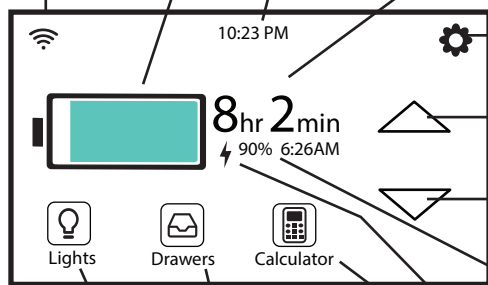 10:23 PM
8hr 2min
90% 6:26AM
Lights
Drawers
Calculator